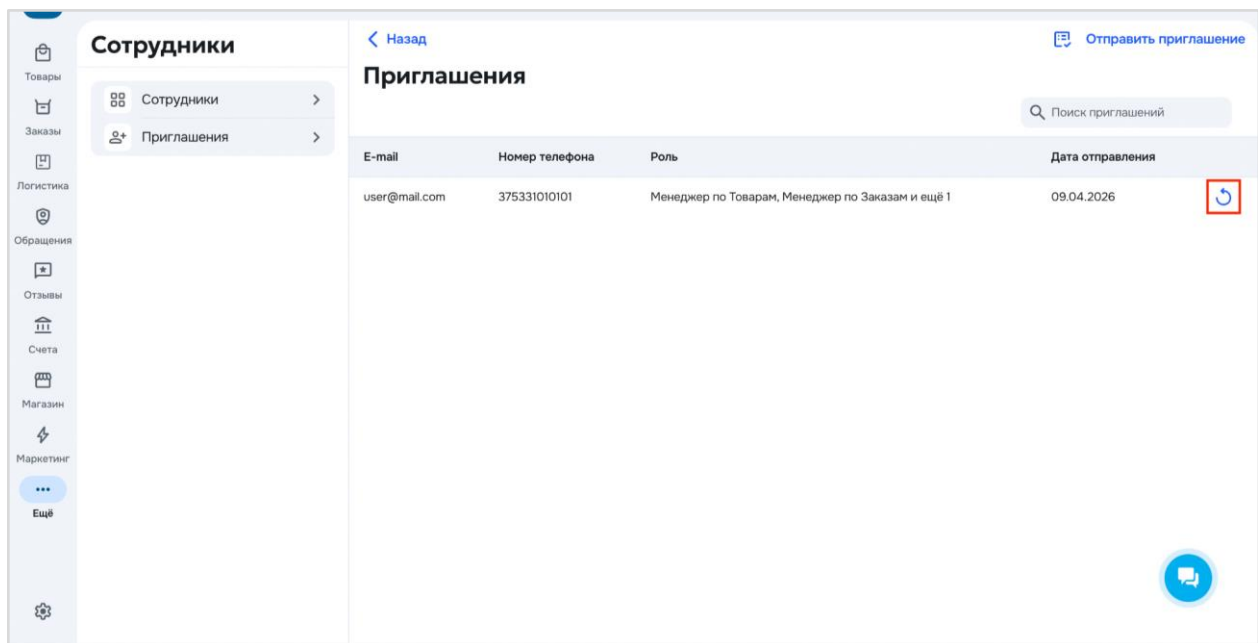 Товары
Заказы
Логистика
Обращения
Отзывы
Счета
Магазин
Маркетинг
Ещё
Сотрудники
Сотрудники
Приглашения
Назад
Отправить приглашение
Приглашения
Поиск приглашений
E-mail Номер телефона Роль Дата отправления
user@mail.com 375331010101 Менеджер по Товарам, Менеджер по Заказам и ещё 1 09.04.2026